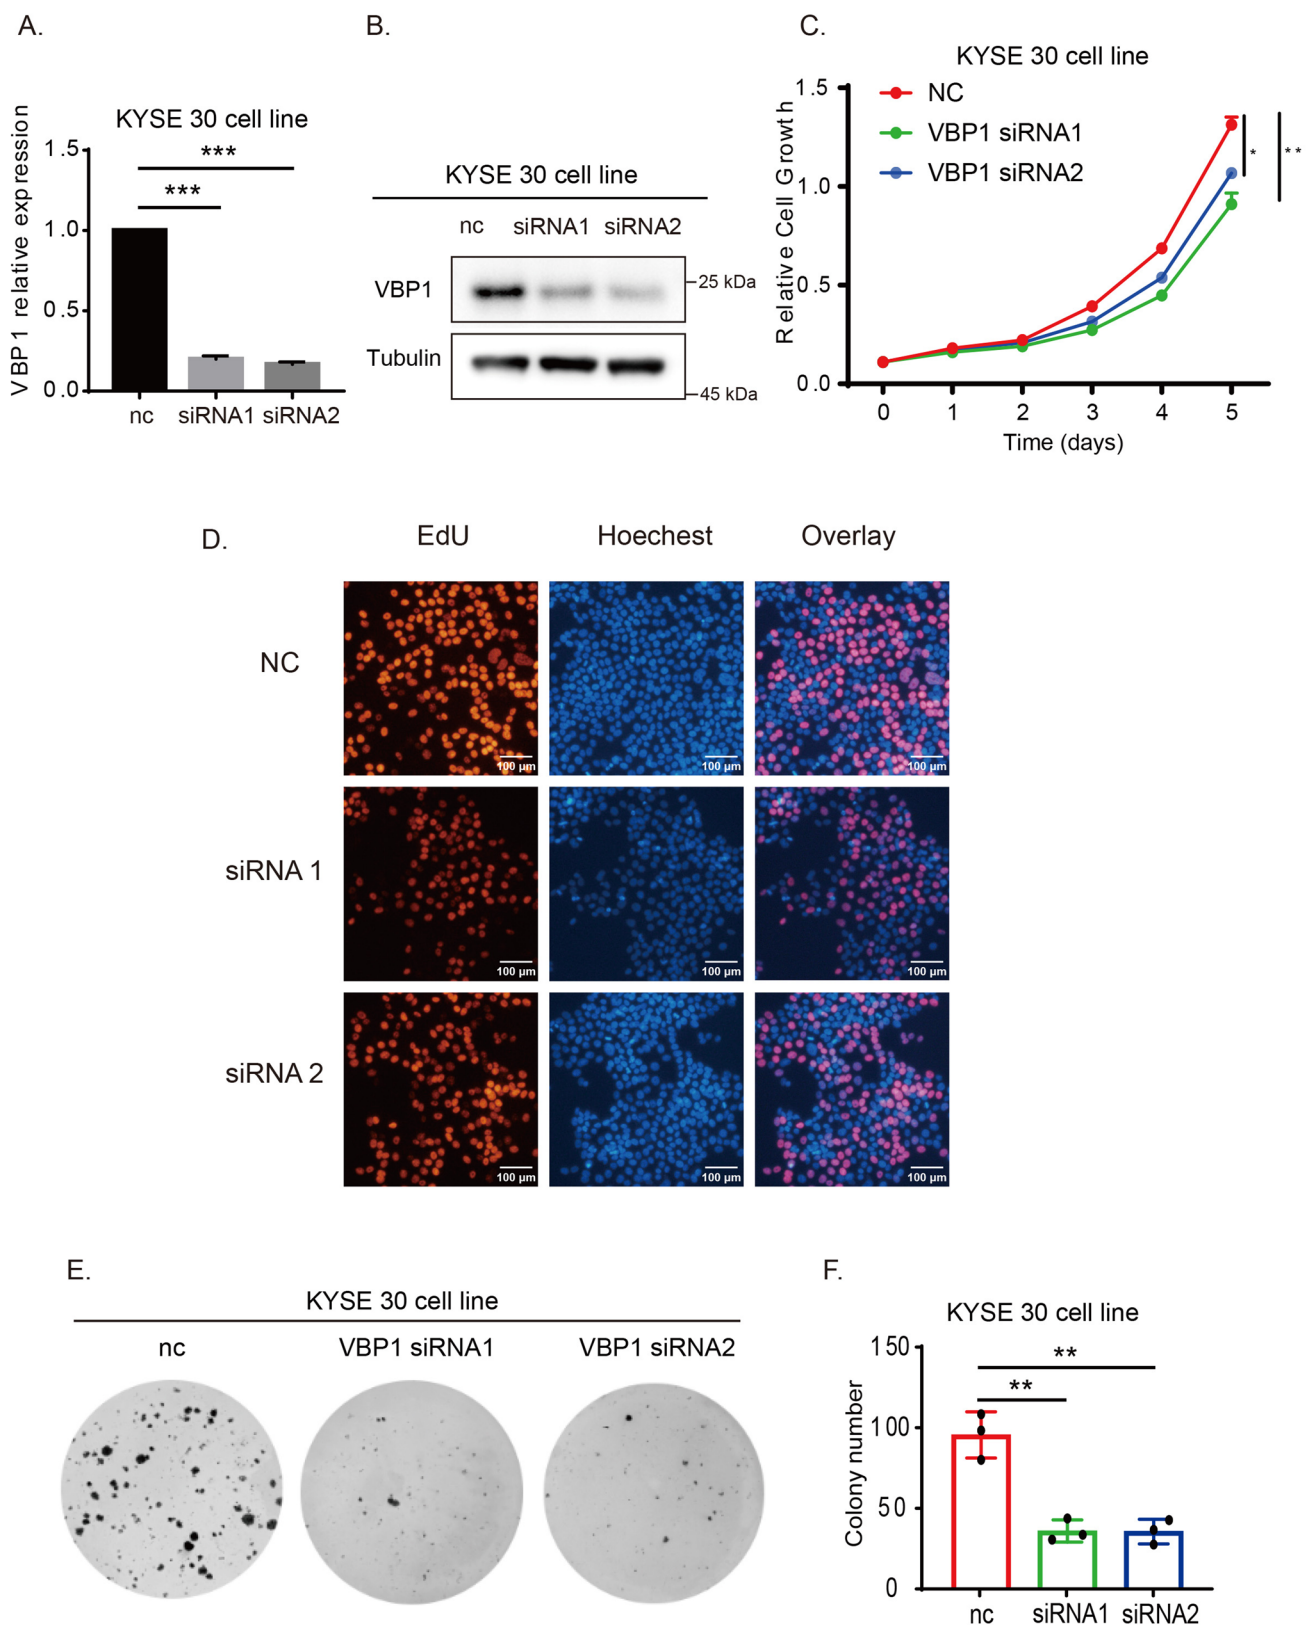 A.
KYSE 30 cell line
VBP1 relative expression
1.5
1.0
0.5
0.0
***
***
nc siRNA1 siRNA2
B.
KYSE 30 cell line
nc siRNA1 siRNA2
VBP1
25 kDa
Tubulin
45 kDa
C.
KYSE 30 cell line
Relative Cell Growth
1.5
1.0
0.5
0.0
NC
VBP1 siRNA1
VBP1 siRNA2
*
**
0 1 2 3 4 5
Time (days)
D.
EdU Hoechest Overlay
NC
100 μm 100 μm 100 μm
siRNA 1
100 μm 100 μm 100 μm
siRNA 2
100 μm 100 μm 100 μm
E.
KYSE 30 cell line
nc VBP1 siRNA1 VBP1 siRNA2
F.
KYSE 30 cell line
Colony number
150
100
50
0
**
**
nc siRNA1 siRNA2